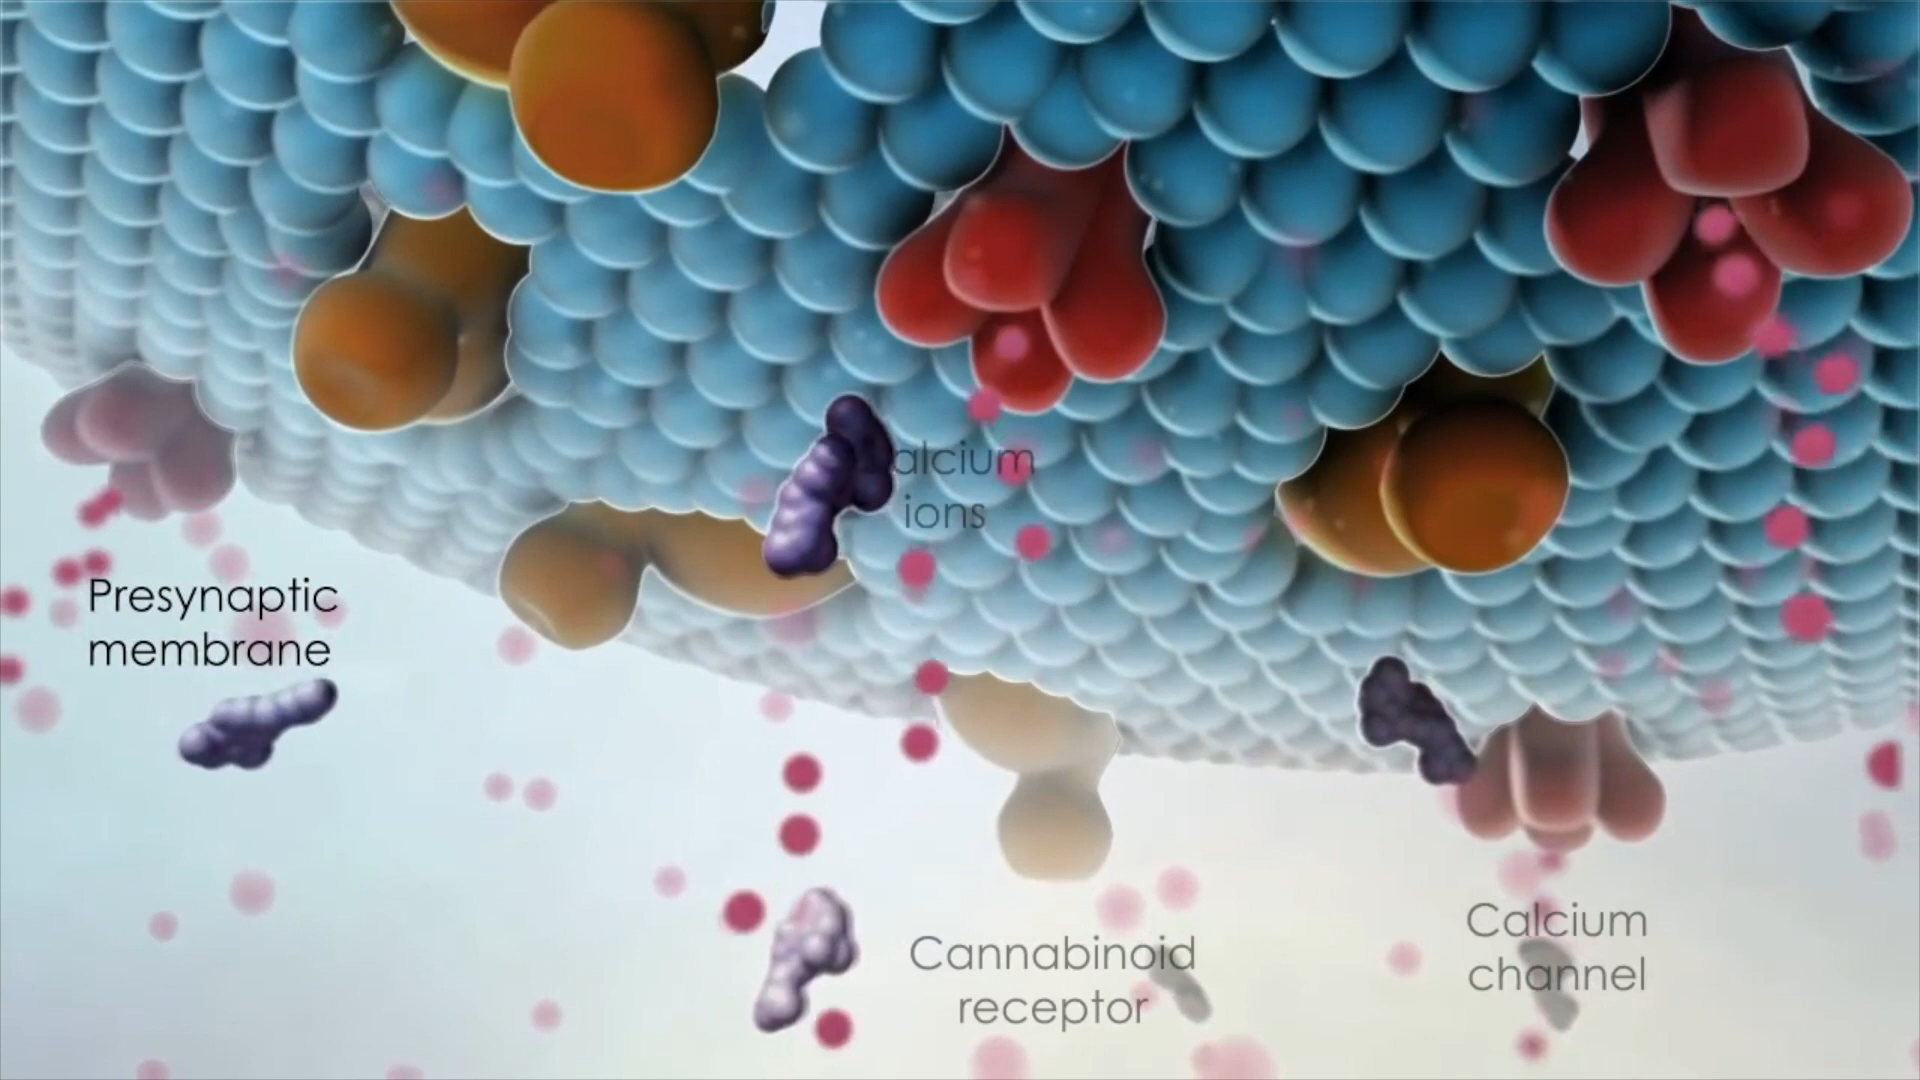 alcium
ions
Presynaptic
membrane
Cannabinoid
receptor
Calcium
channel